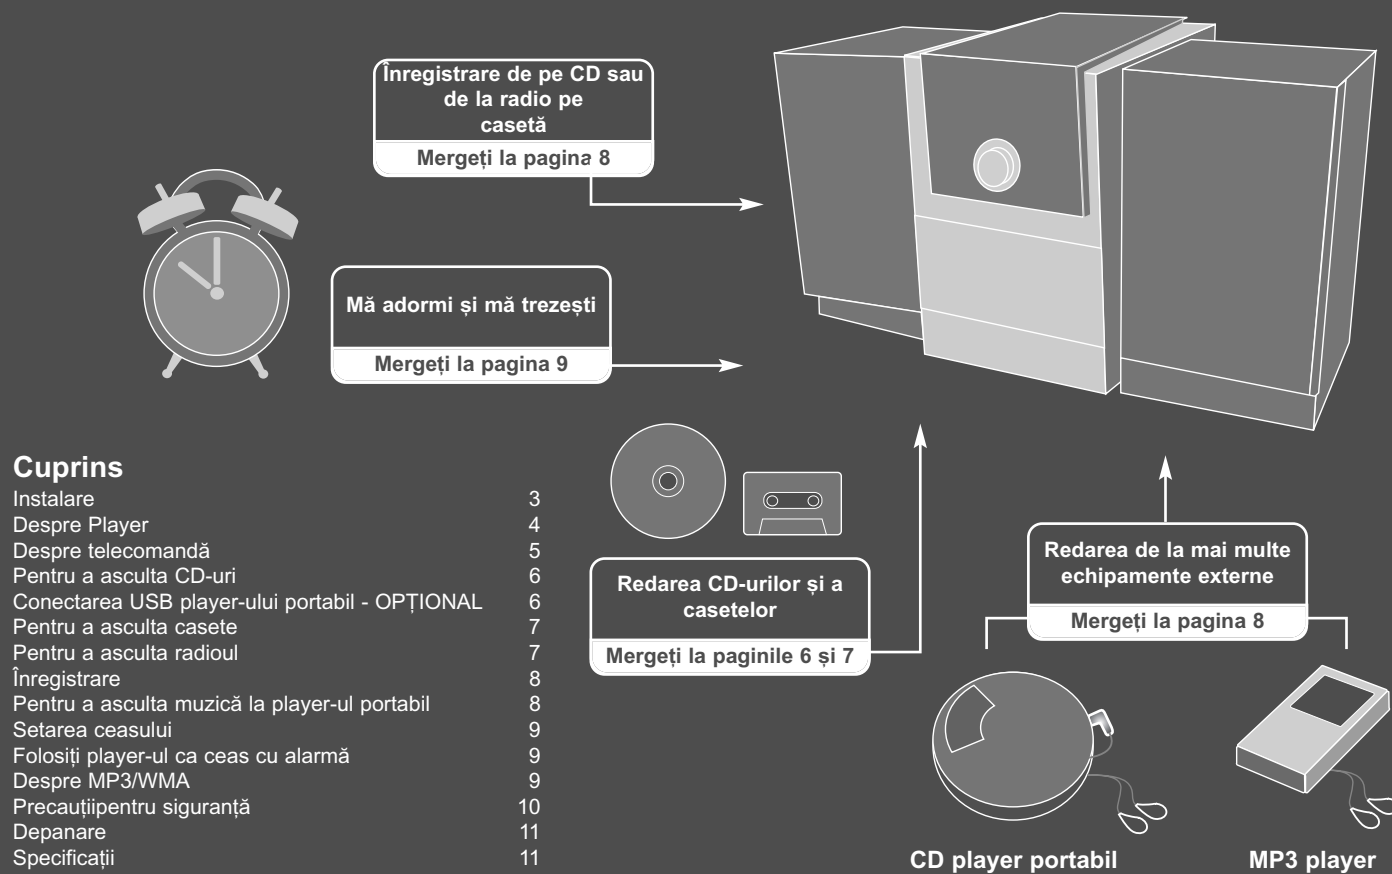 Înregistrare de pe CD sau
de la radio pe
casetă
Mergeți la pagina 8
Mă adormi și mă trezești
Mergeți la pagina 9
Cuprins
Instalare 3
Despre Player 4
Despre telecomandă 5
Pentru a asculta CD-uri 6
Conectarea USB player-ului portabil - OPȚIONAL 6
Pentru a asculta casete 7
Pentru a asculta radioul 7
Înregistrare 8
Pentru a asculta muzică la player-ul portabil 8
Setarea ceasului 9
Folosiți player-ul ca ceas cu alarmă 9
Despre MP3/WMA 9
Precauțiipentru siguranță 10
Depanare 11
Specificații 11
Redarea CD-urilor și a
casetelor
Mergeți la paginile 6 și 7
Redarea de la mai multe
echipamente externe
Mergeți la pagina 8
CD player portabil
MP3 player